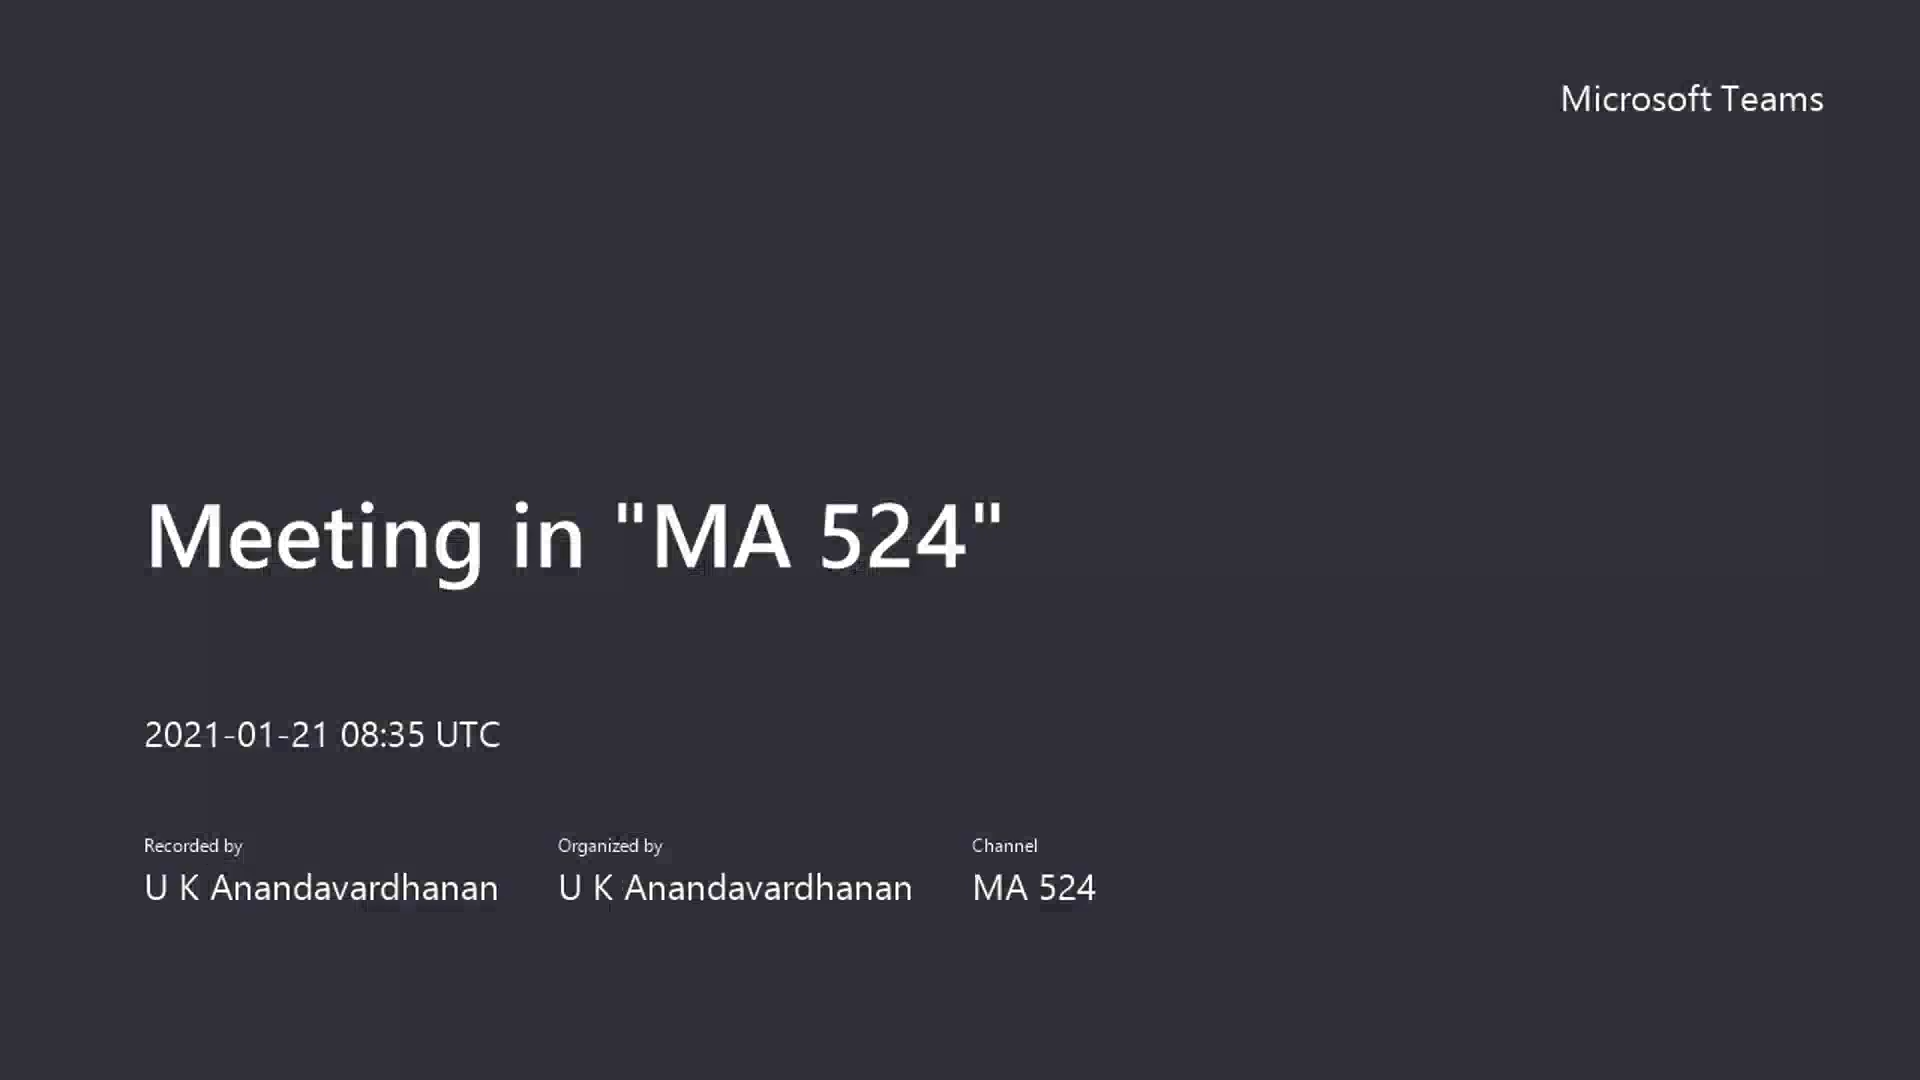 Microsoft Teams
Meeting in "MA 524"
2021-01-21 08:35 UTC
Recorded by
U K Anandavardhanan
Organized by
U K Anandavardhanan
Channel
MA 524